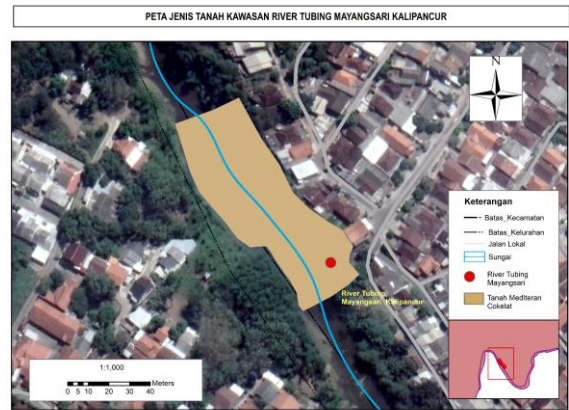 PETA JENIS TANAH KAWASAN RIVER TUBING MAYANGSARI KALIPANCUR
N
Keterangan
Batas_Kecamatan
Batas_Kelurahan
Jalan Lokal
Sungai
River Tubing
Mayangsari
Tanah Mediteran
Cokelat
River Tubing
Mayangsari Kalipancur
1:1,000
Meters
0 5 10 20 30 40